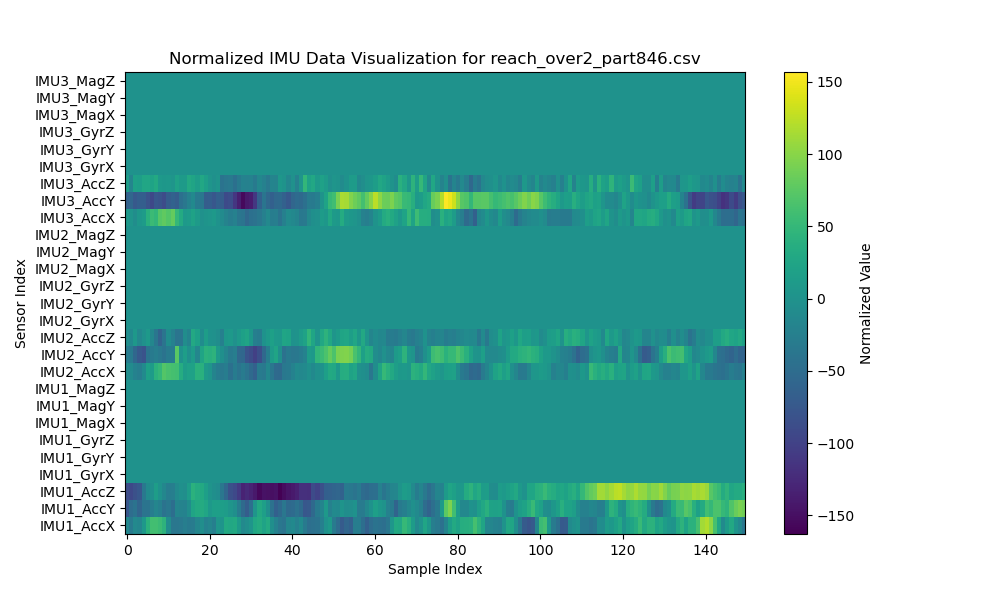 Normalized IMU Data Visualization for reach_over2_part846.csv
IMU3_MagZ
IMU3_MagY
IMU3_MagX
IMU3_GyrZ
IMU3_GyrY
IMU3_GyrX
IMU3_AccZ
IMU3_AccY
IMU3_AccX
IMU2_MagZ
IMU2_MagY
IMU2_MagX
IMU2_GyrZ
IMU2_GyrY
IMU2_GyrX
IMU2_AccZ
IMU2_AccY
IMU2_AccX
IMU1_MagZ
IMU1_MagY
IMU1_MagX
IMU1_GyrZ
IMU1_GyrY
IMU1_GyrX
IMU1_AccZ
IMU1_AccY
IMU1_AccX
Sensor Index
0 20 40 60 80 100 120 140
Sample Index
150
100
50
0
−50
−100
−150
Normalized Value